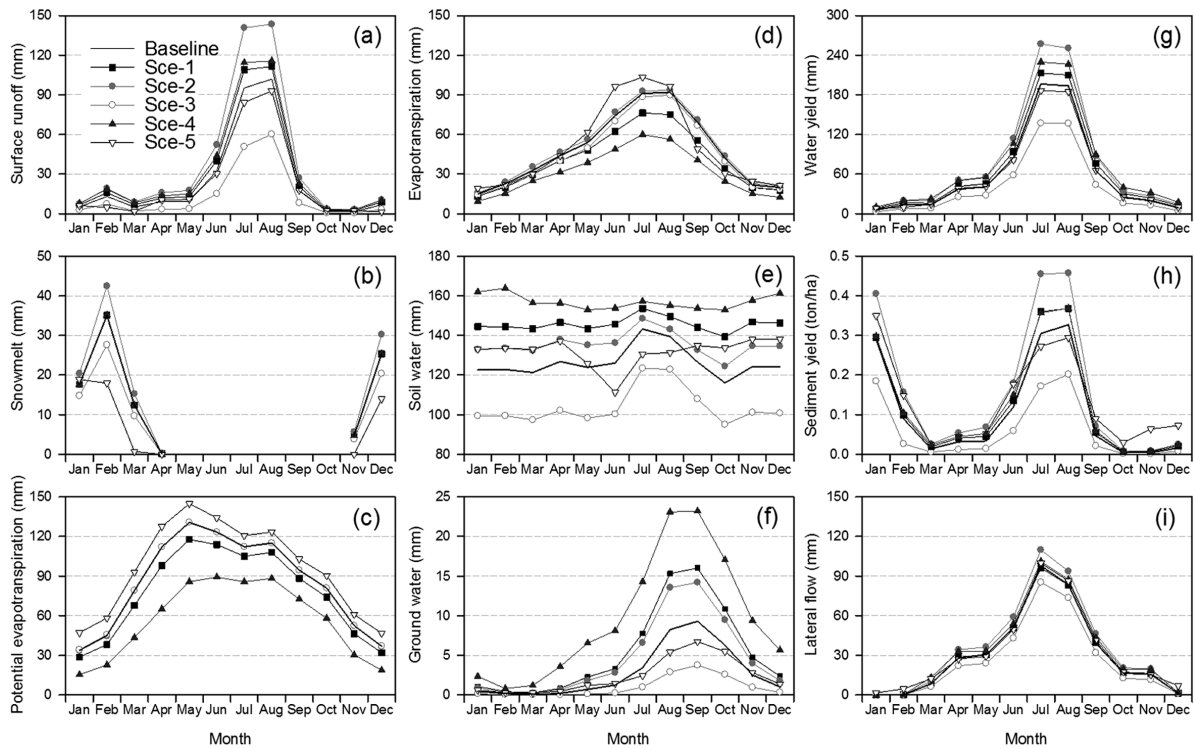 (a)
Surface runoff (mm)
150
120
90
60
30
0
Baseline
Sce-1
Sce-2
Sce-3
Sce-4
Sce-5
Jan Feb Mar Apr May Jun Jul Aug Sep Oct Nov Dec
(d)
Evapotranspiration (mm)
150
120
90
60
30
0
Jan Feb Mar Apr May Jun Jul Aug Sep Oct Nov Dec
(g)
Water yield (mm)
300
240
180
120
60
0
Jan Feb Mar Apr May Jun Jul Aug Sep Oct Nov Dec
(b)
Snowmelt (mm)
50
40
30
20
10
0
Jan Feb Mar Apr May Jun Jul Aug Sep Oct Nov Dec
(e)
Soil water (mm)
180
160
140
120
100
80
Jan Feb Mar Apr May Jun Jul Aug Sep Oct Nov Dec
(h)
Sediment yield (ton/ha)
0.5
0.4
0.3
0.2
0.1
0.0
Jan Feb Mar Apr May Jun Jul Aug Sep Oct Nov Dec
(c)
Potential evapotranspiration (mm)
150
120
90
60
30
0
Jan Feb Mar Apr May Jun Jul Aug Sep Oct Nov Dec
Month
(f)
Ground water (mm)
25
20
15
10
5
0
Jan Feb Mar Apr May Jun Jul Aug Sep Oct Nov Dec
Month
(i)
Lateral flow (mm)
150
120
90
60
30
0
Jan Feb Mar Apr May Jun Jul Aug Sep Oct Nov Dec
Month